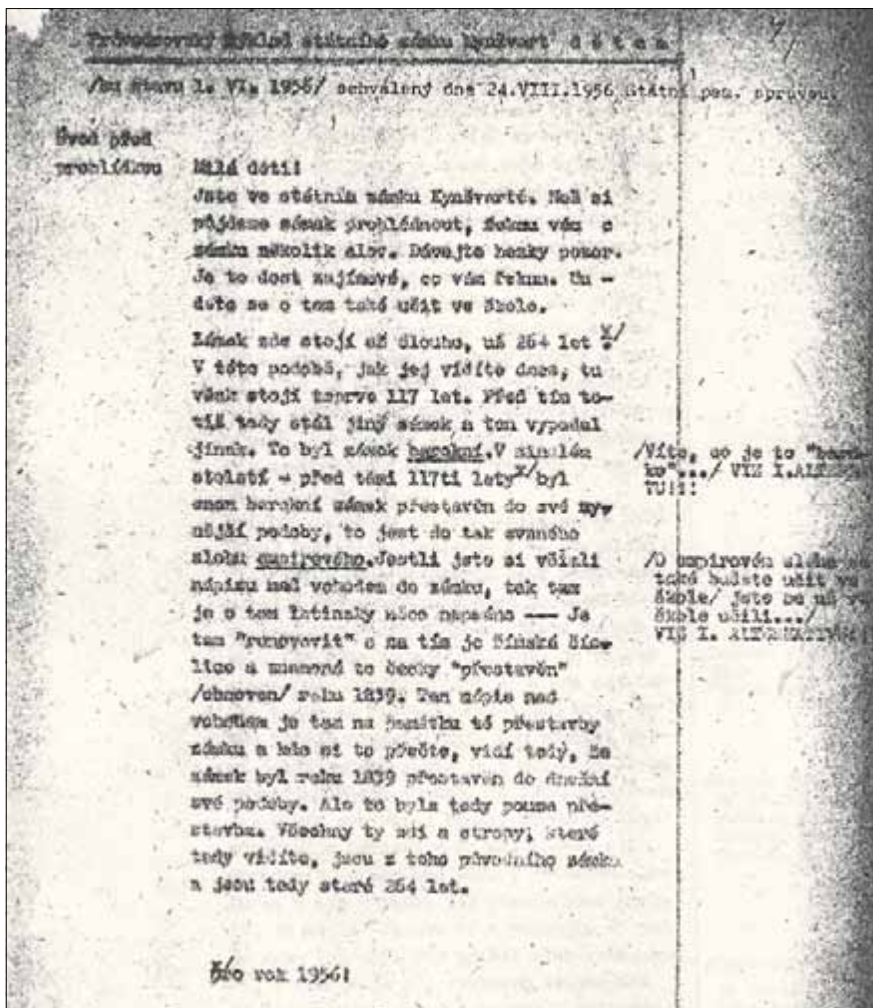 Průvodcovský výklad státního zámku Kynžvart d ě t e m
/ku stavu 1. VI. 1956/ schválený dne 24.VIII.1956 Státní pam. správou.
Úvod před
prohlídkou
Milé děti!
Jste ve státním zámku Kynžvartě. Než si
půjdeme zámek prohlédnout, řeknu vám o
zámku několik slov. Dávejte hezky pozor.
Je to dost zajímavé, co vám řeknu. Bu -
dete se o tom také učit ve škole.
Zámek zde stojí už dlouho, už 264 let x/
V této podobě, jak jej vidíte dnes, tu
však stojí teprve 117 let. Před tím to-
tiž tady stál jiný zámek a ten vypadal
jinak. To byl zámek barokní. V minulém
století - před těmi 117ti lety x/ byl
onen barokní zámek přestavěn do své ny-
nější podoby, to jest do tak zvaného
slohu empirového. Jestli jste si všimli
nápisu nad vchodem do zámku, tak tam
je o tom latinsky něco napsáno --- Je
tam "renovovit" a za tím je římská čís-
lice a znamená to česky "přestavěn"
/obnoven/ roku 1839. Ten nápis nad
vchodem je tam na památku té přestavby
zámku a kdo si to přečte, vidí tedy, že
zámek byl roku 1839 přestaven do dnešní
své podoby. Ale to byla tedy pouze pře-
stavba. Všechny ty zdi a stropy, které
tady vidíte, jsou z toho původního zámku
a jsou tedy staré 264 let.
/Víte, co je to "baro-
ko".../ VIZ I.
TU!!!
/O empirovém slohu se
také budete učit ve
škole/ jste se už ve
škole učili.../
VIZ I.
x/o rok 1956!